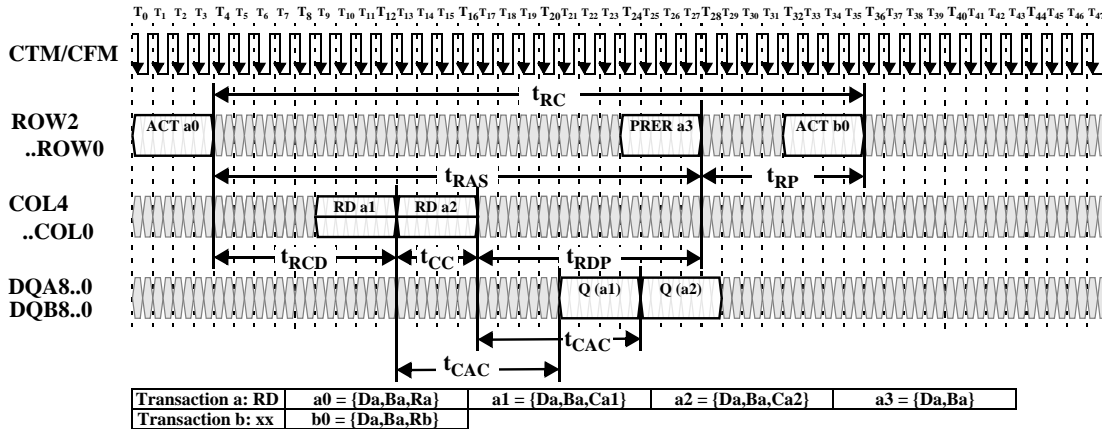 T0 T1 T2 T3 T4 T5 T6 T7 T8 T9 T10 T11 T12 T13 T14 T15 T16 T17 T18 T19 T20 T21 T22 T23 T24 T25 T26 T27 T28 T29 T30 T31 T32 T33 T34 T35 T36 T37 T38 T39 T40 T41 T42 T43 T44 T45 T46 T47
CTM/CFM
tRC
ROW2
..ROW0
ACT a0
PRER a3
ACT b0
tRAS
tRP
COL4
..COL0
RD a1
RD a2
tRCD
tCC
tRDP
DQA8..0
DQB8..0
Q (a1)
Q (a2)
tCAC
tCAC
Transaction a: RD a0 = {Da,Ba,Ra} a1 = {Da,Ba,Ca1} a2 = {Da,Ba,Ca2} a3 = {Da,Ba}
Transaction b: xx b0 = {Da,Ba,Rb}